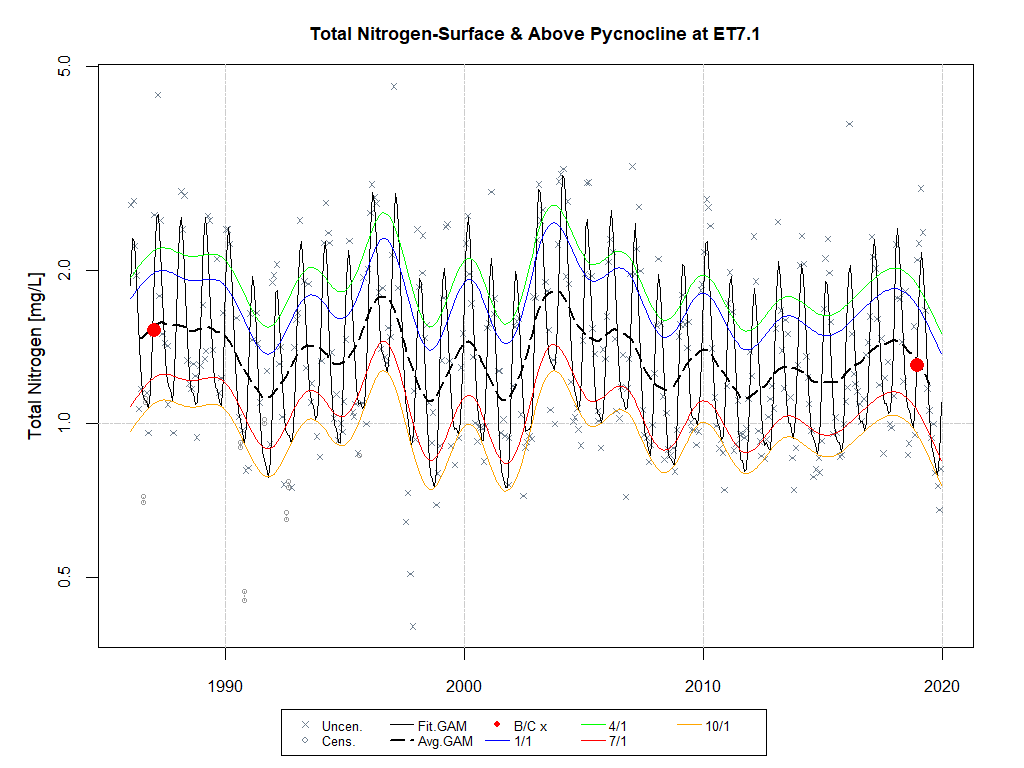 Total Nitrogen-Surface & Above Pycnocline at ET7.1
Total Nitrogen [mg/L]
5.0
2.0
1.0
0.5
1990 2000 2010 2020
Uncen. Fit.GAM B/C x 4/1 10/1
Cens. Avg.GAM 1/1 7/1